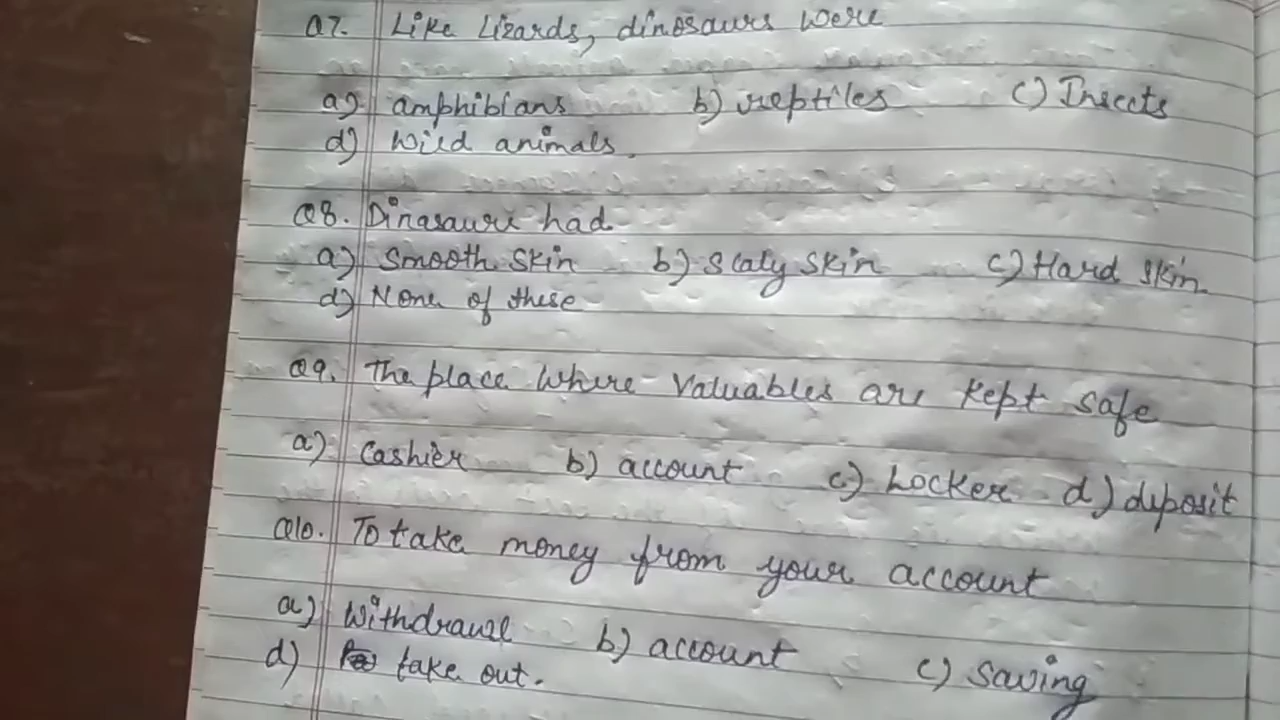 Q7. Like Lizards, dinosaurs were
a) amphibians b) reptiles c) Insects
d) wild animals.
Q8. Dinasaurs had
a) Smooth Skin b) Scaly Skin c) Hard Skin
d) None of these
Q9. The place where valuables are kept safe
a) Cashier b) account c) Locker d) deposit
Q10. To take money from your account
a) Withdrawl b) account c) Saving
d) take out.